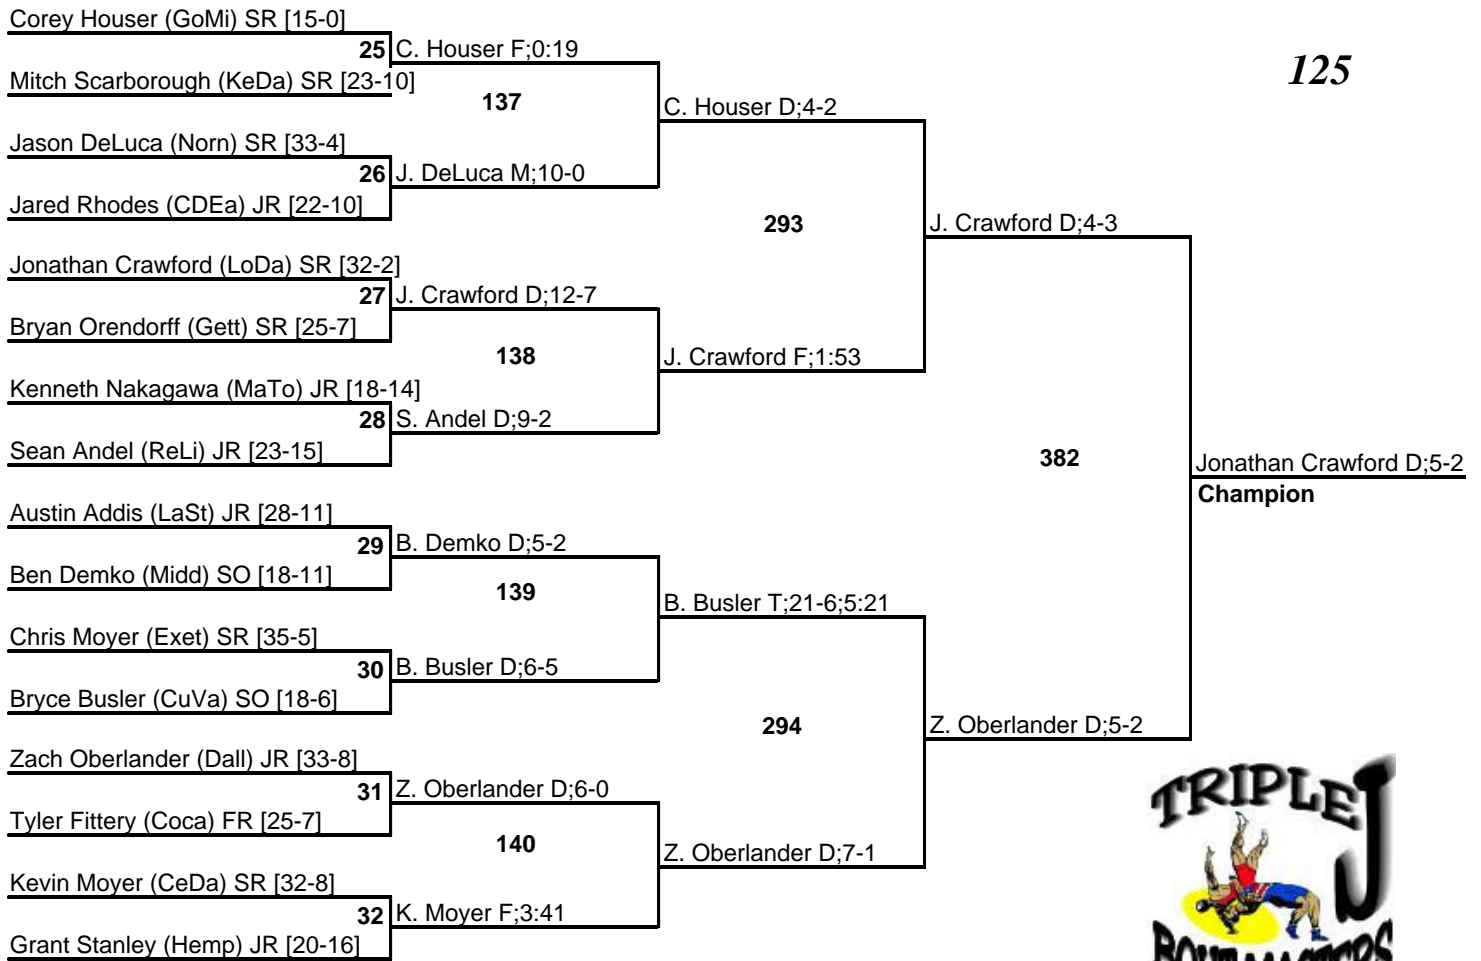 Corey Houser (GoMi) SR [15-0]
25 C. Houser F;0:19
125
Mitch Scarborough (KeDa) SR [23-10]
137
C. Houser D;4-2
Jason DeLuca (Norn) SR [33-4]
26 J. DeLuca M;10-0
Jared Rhodes (CDEa) JR [22-10]
293
J. Crawford D;4-3
Jonathan Crawford (LoDa) SR [32-2]
27 J. Crawford D;12-7
Bryan Orendorff (Gett) SR [25-7]
138
J. Crawford F;1:53
Kenneth Nakagawa (MaTo) JR [18-14]
28 S. Andel D;9-2
Sean Andel (ReLi) JR [23-15]
382
Jonathan Crawford D;5-2
Champion
Austin Addis (LaSt) JR [28-11]
29 B. Demko D;5-2
Ben Demko (Midd) SO [18-11]
139
B. Busler T;21-6;5:21
Chris Moyer (Exet) SR [35-5]
30 B. Busler D;6-5
Bryce Busler (CuVa) SO [18-6]
294
Z. Oberlander D;5-2
Zach Oberlander (Dall) JR [33-8]
31 Z. Oberlander D;6-0
Tyler Fittery (Coca) FR [25-7]
140
Z. Oberlander D;7-1
Kevin Moyer (CeDa) SR [32-8]
32 K. Moyer F;3:41
Grant Stanley (Hemp) JR [20-16]
TRIPLE J
BOUT MASTERS